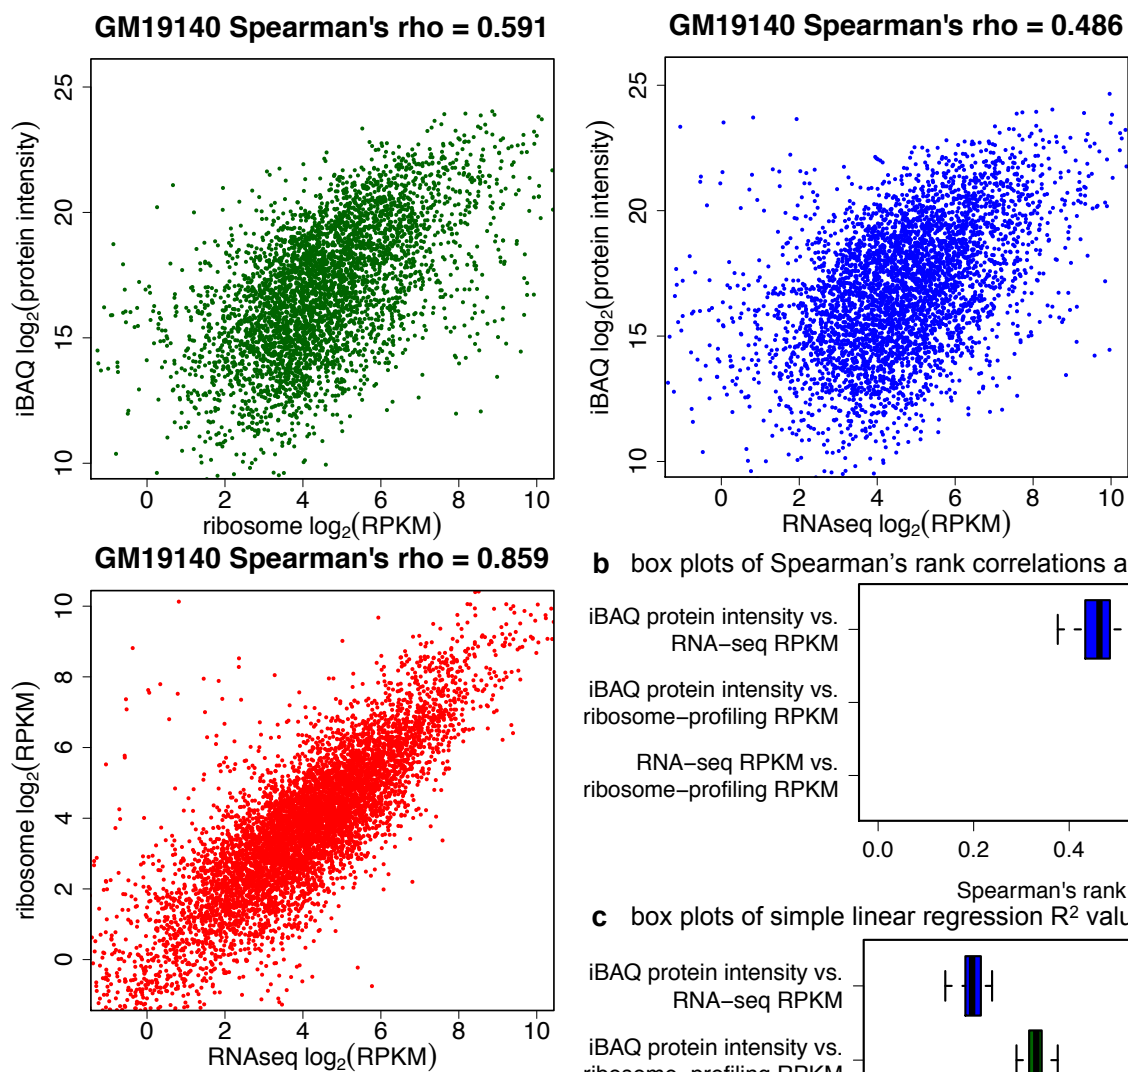 GM19140 Spearman's rho = 0.591
25
20
15
10
iBAQ log2(protein intensity)
0 2 4 6 8 10
ribosome log2(RPKM)
GM19140 Spearman's rho = 0.486
25
20
15
10
iBAQ log2(protein intensity)
0 2 4 6 8 10
RNAseq log2(RPKM)
GM19140 Spearman's rho = 0.859
10
8
6
4
2
0
ribosome log2(RPKM)
0 2 4 6 8 10
RNAseq log2(RPKM)
b box plots of Spearman's rank correlations a
iBAQ protein intensity vs.
RNA−seq RPKM
iBAQ protein intensity vs.
ribosome−profiling RPKM
RNA−seq RPKM vs.
ribosome−profiling RPKM
0.0 0.2 0.4
Spearman's rank
c box plots of simple linear regression R² valu
iBAQ protein intensity vs.
RNA−seq RPKM
iBAQ protein intensity vs.
ribosome−profiling RPKM